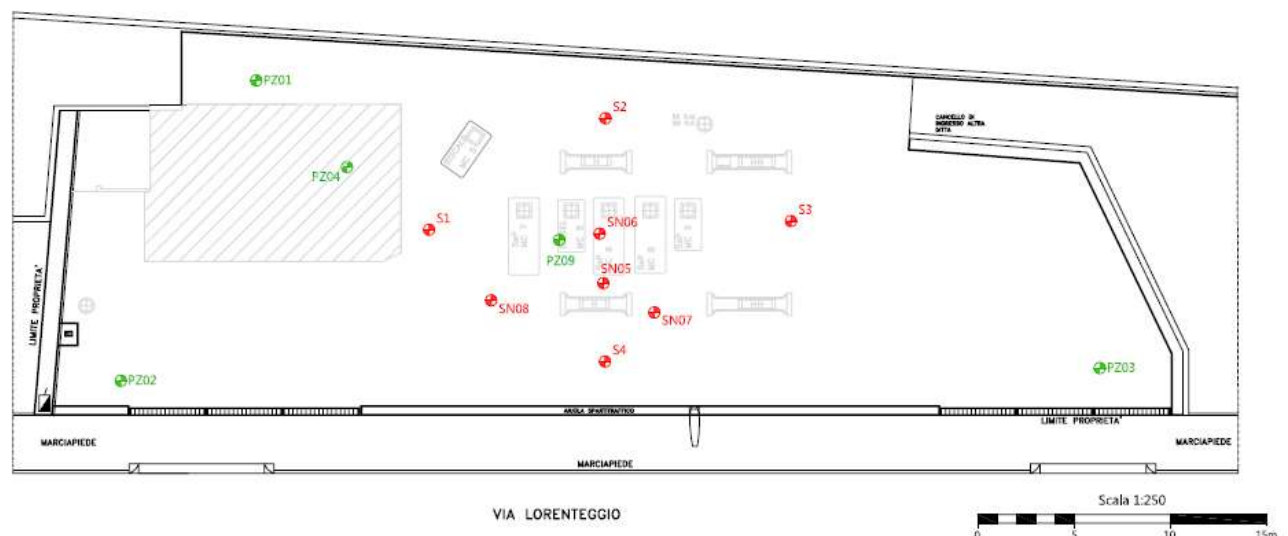 PZ01
S2
CANCELLO DI
INGRESSO ALTRA
DITTA
PZ04
S1
SN06
S3
PZ09
SN05
SN08
SN07
LIMITE PROPRIETA'
S4
PZ02
PZ03
AIUOLA SPARTITRAFFICO
LIMITE PROPRIETA'
MARCIAPIEDE
MARCIAPIEDE
MARCIAPIEDE
VIA LORENTEGGIO
Scala 1:250
0 5 10 15m